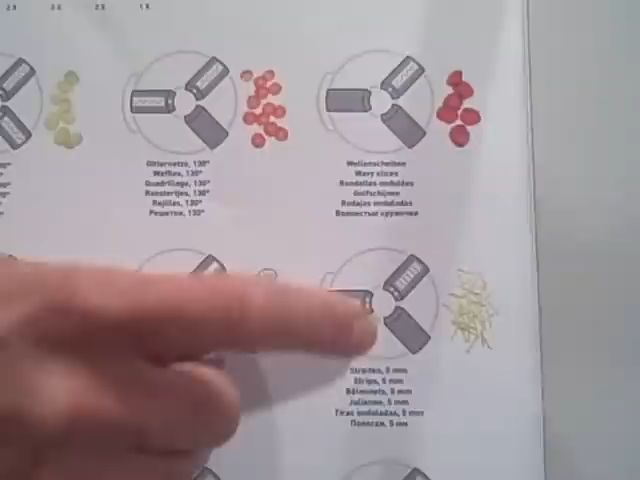 Gitternetze, 130°
Waffles, 130°
Quadrillage, 130°
Roostertjes, 130°
Rejillas, 130°
Решетки, 130°
Wellenscheiben
Wavy slices
Rondelles ondulées
Golfschijven
Rodajas onduladas
Волнистые кружочки
Streifen, 5 mm
Strips, 5 mm
Bâtonnets, 5 mm
Julienne, 5 mm
Tiras onduladas, 5 mm
Полоски, 5 мм